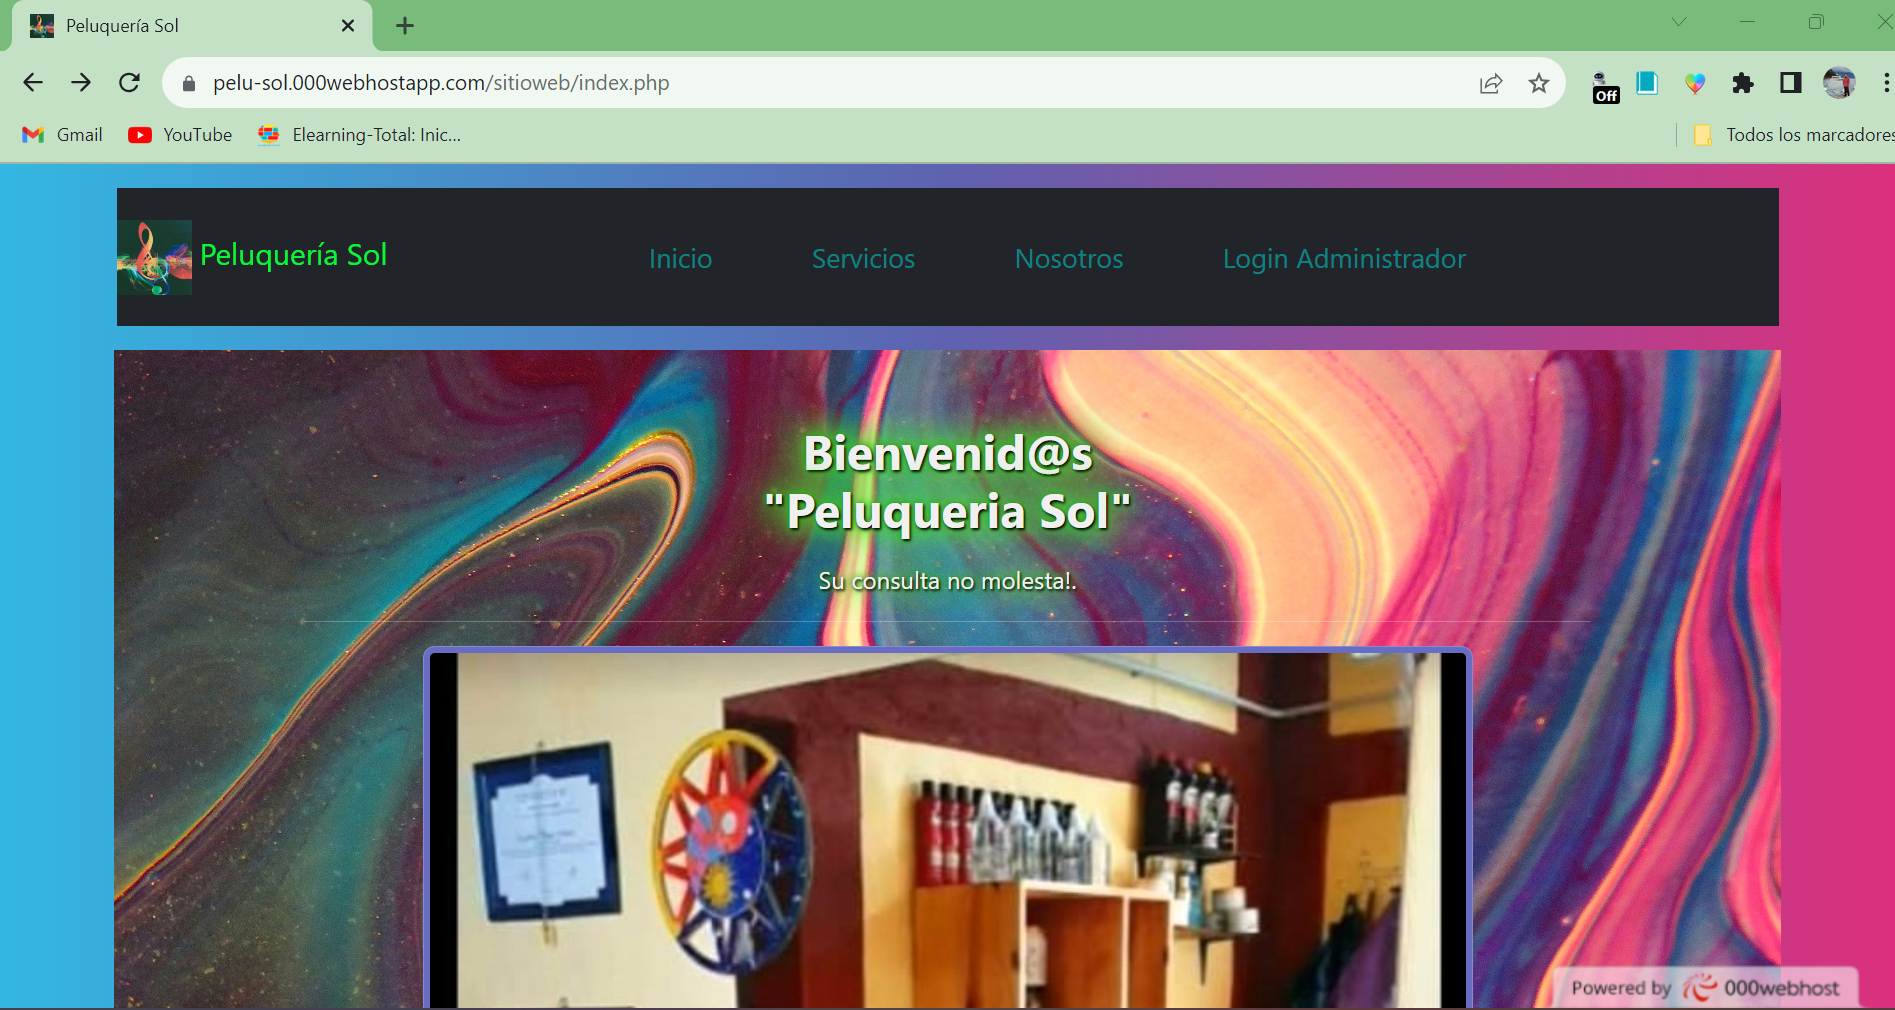 Peluquería Sol
pelu-sol.000webhostapp.com/sitioweb/index.php
Off
Gmail
YouTube
Elearning-Total: Inic...
Todos los marcadores
Peluquería Sol
Inicio
Servicios
Nosotros
Login Administrador
Bienvenid@s
"Peluqueria Sol"
Su consulta no molesta!.
Powered by 000webhost